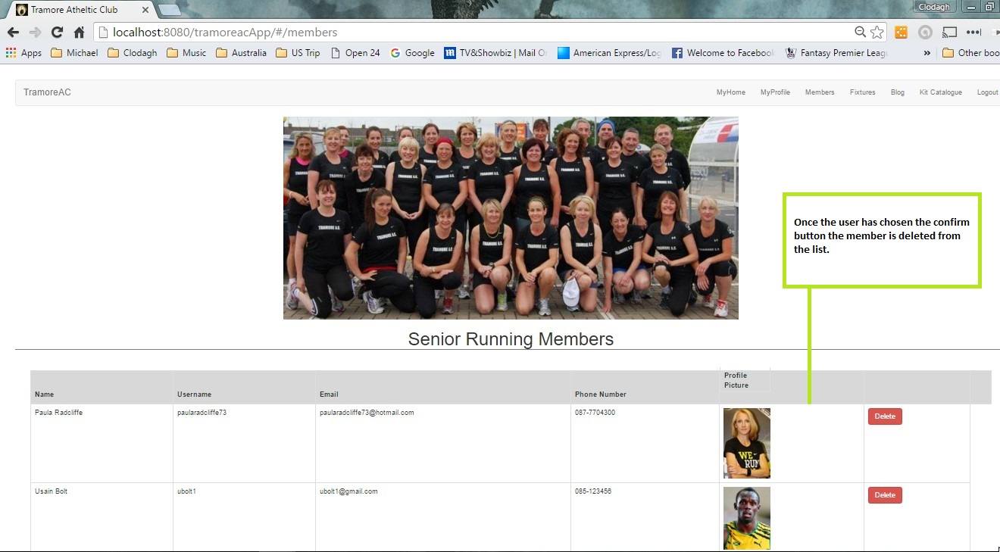 Tramore Atheltic Club
Clodagh
localhost:8080/tramoreacApp/#/members
Apps Michael Clodagh Music Australia US Trip Open 24 Google TV&Showbiz | Mail Or American Express/Log Welcome to Facebook Fantasy Premier Leagu » Other boo
TramoreAC MyHome MyProfile Members Fixtures Blog Kit Catalogue Logout
TRAMORE A.C.
Once the user has chosen the confirm
button the member is deleted from
the list.
Senior Running Members
Name Username Email Phone Number Profile
Picture
Paula Radcliffe paularadcliffe73 paularadcliffe73@hotmail.com 087-7704300 Delete
WE
RUN
Usain Bolt ubolt1 ubolt1@gmail.com 085-123456 Delete